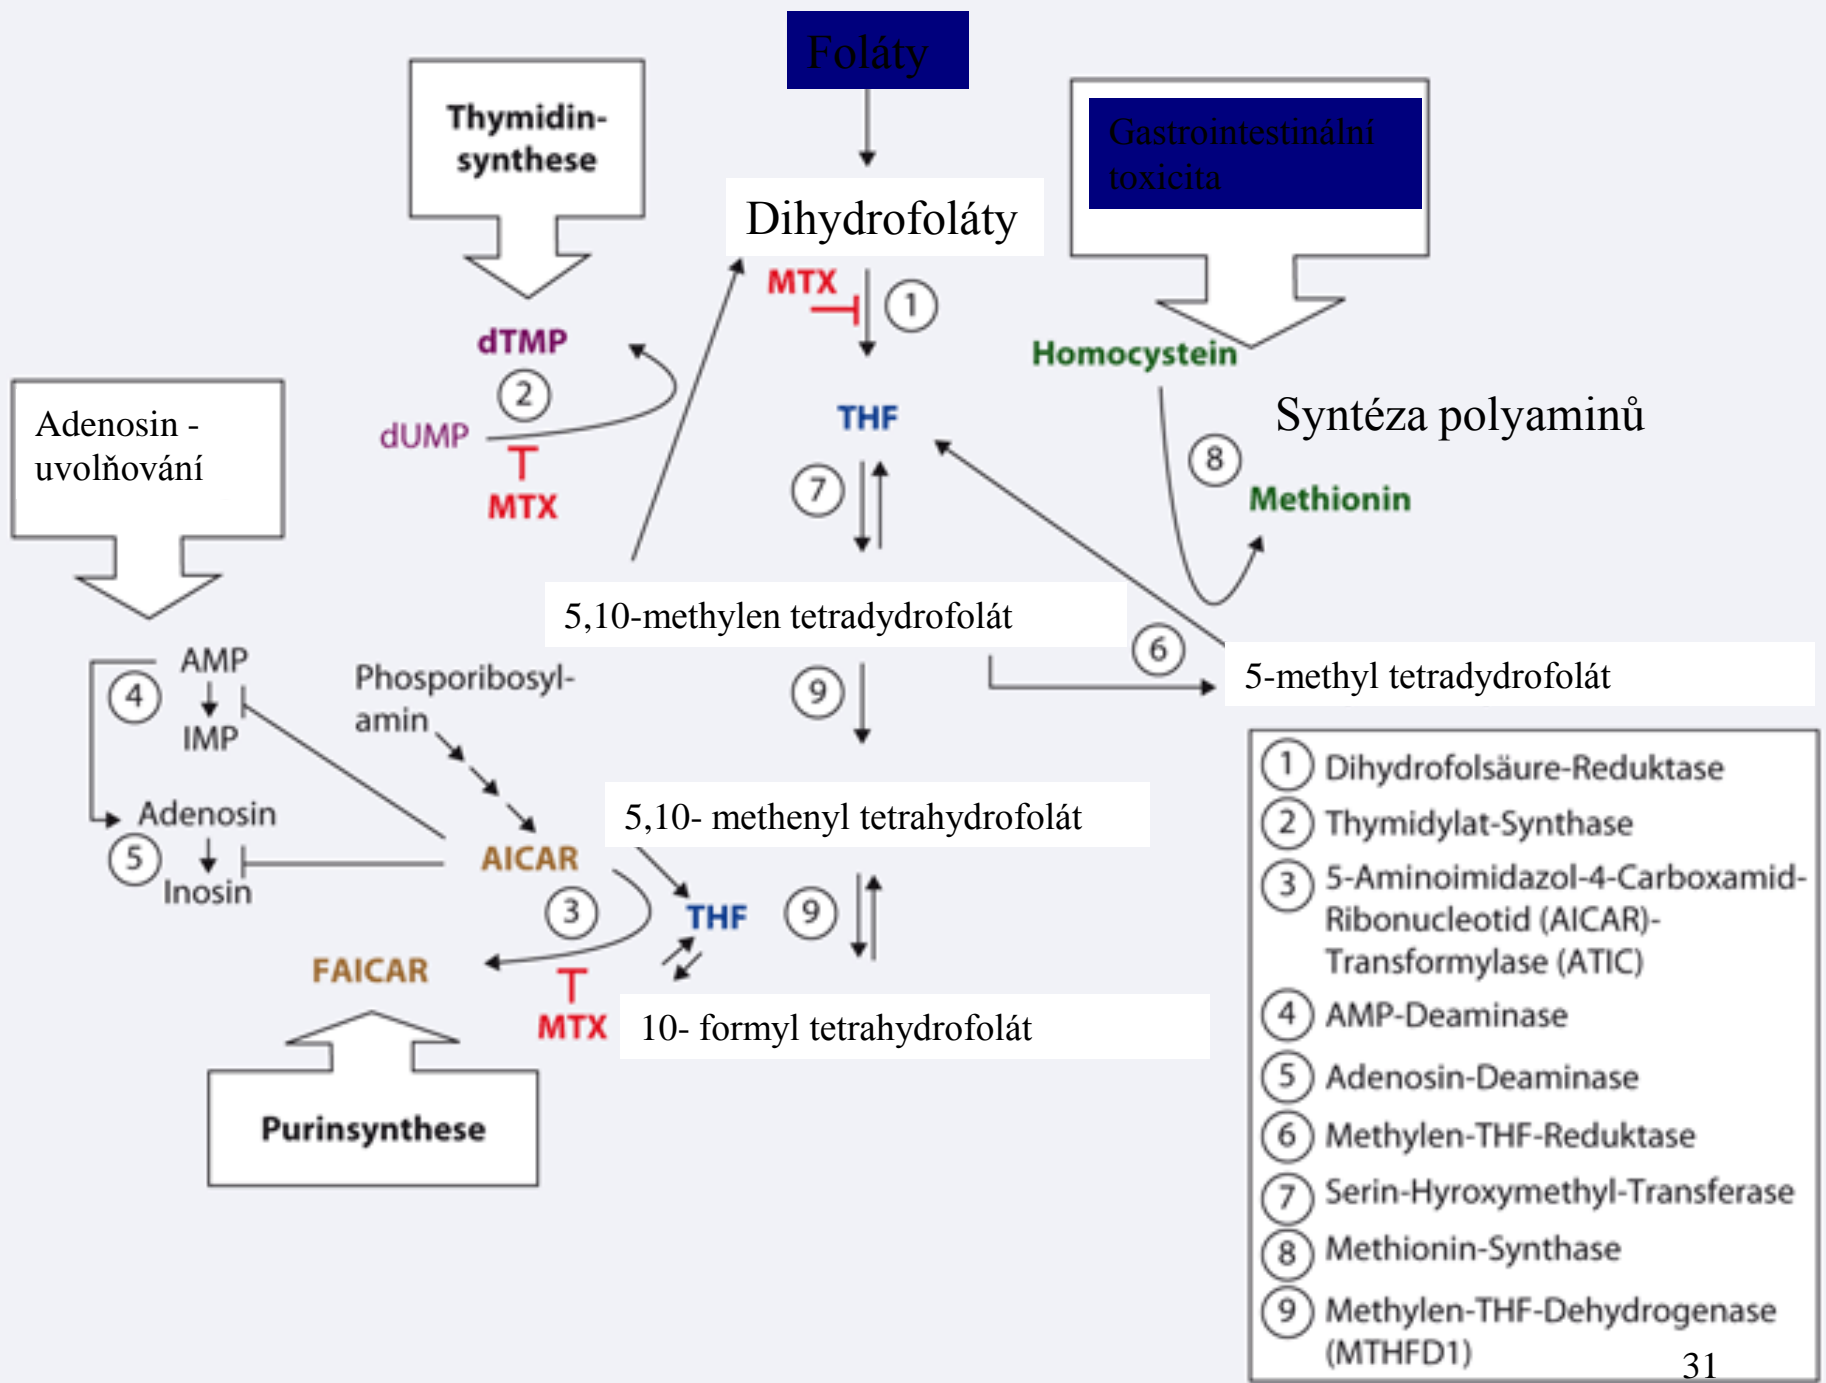 Foláty
Thymidin-
synthese
Gastrointestinální
toxicita
Dihydrofoláty
MTX
1
dTMP
2
dUMP
MTX
Homocystein
THF
Syntéza polyaminů
8
Methionin
7
Adenosin -
uvolňování
5,10-methylen tetradydrofolát
6
5-methyl tetradydrofolát
AMP
4
IMP
Phosporibosyl-
amin
9
Adenosin
5
Inosin
5,10- methenyl tetrahydrofolát
AICAR
3
THF
9
FAICAR
MTX
10- formyl tetrahydrofolát
Purinsynthese
1 Dihydrofolsäure-Reduktase
2 Thymidylat-Synthase
3 5-Aminoimidazol-4-Carboxamid-
Ribonucleotid (AICAR)-
Transformylase (ATIC)
4 AMP-Deaminase
5 Adenosin-Deaminase
6 Methylen-THF-Reduktase
7 Serin-Hyroxymethyl-Transferase
8 Methionin-Synthase
9 Methylen-THF-Dehydrogenase
(MTHFD1)
31